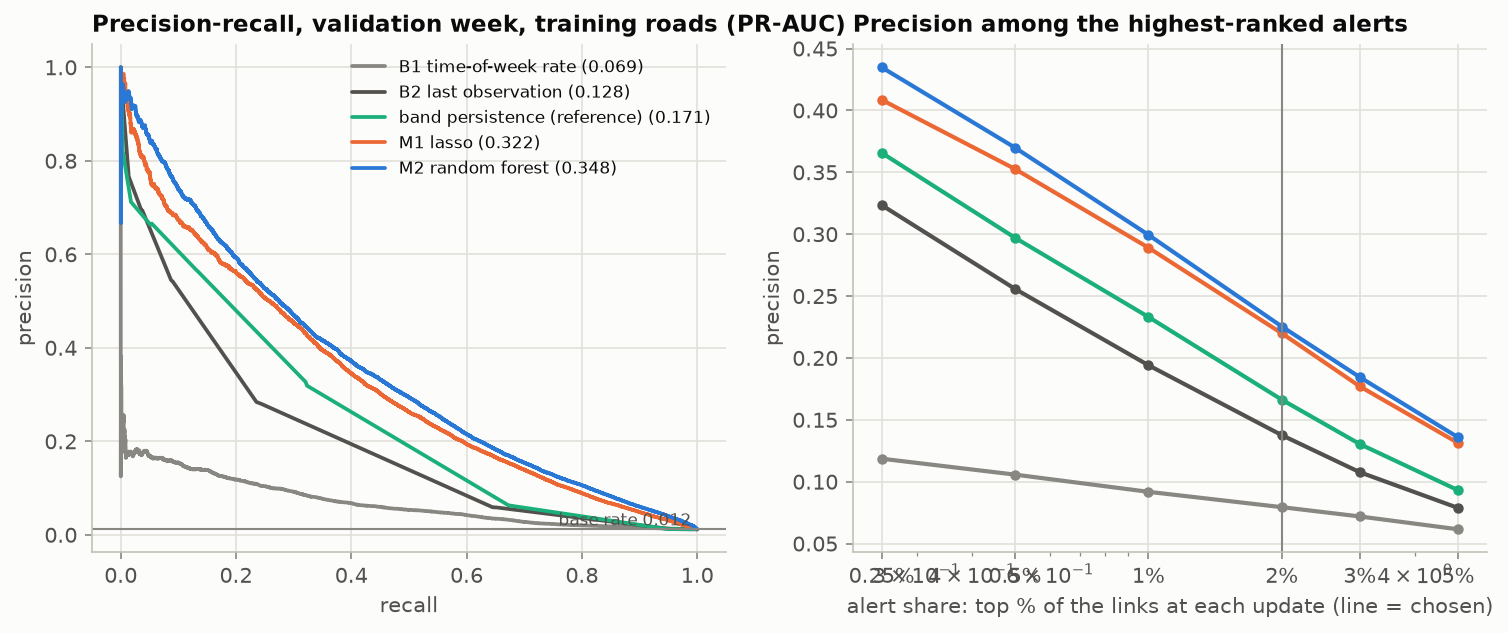 Precision-recall, validation week, training roads (PR-AUC)
1.0
0.8
0.6
0.4
0.2
0.0
precision
B1 time-of-week rate (0.069)
B2 last observation (0.128)
band persistence (reference) (0.171)
M1 lasso (0.322)
M2 random forest (0.348)
base rate 0.012
0.0 0.2 0.4 0.6 0.8 1.0
recall
Precision among the highest-ranked alerts
0.45
0.40
0.35
0.30
0.25
0.20
0.15
0.10
0.05
precision
1% 2% 3%
alert share: top % of the links at each update (line = chosen)